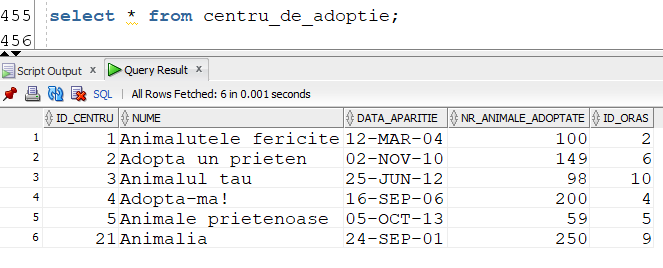 455 select * from centru_de_adoptie;
456
Script Output x Query Result x
SQL | All Rows Fetched: 6 in 0.001 seconds
ID_CENTRU NUME DATA_APARITIE NR_ANIMALE_ADOPTATE ID_ORAS
1 1 Animalutele fericite 12-MAR-04 100 2
2 2 Adopta un prieten 02-NOV-10 149 6
3 3 Animalul tau 25-JUN-12 98 10
4 4 Adopta-ma! 16-SEP-06 200 4
5 5 Animale prietenoase 05-OCT-13 59 5
6 21 Animalia 24-SEP-01 250 9